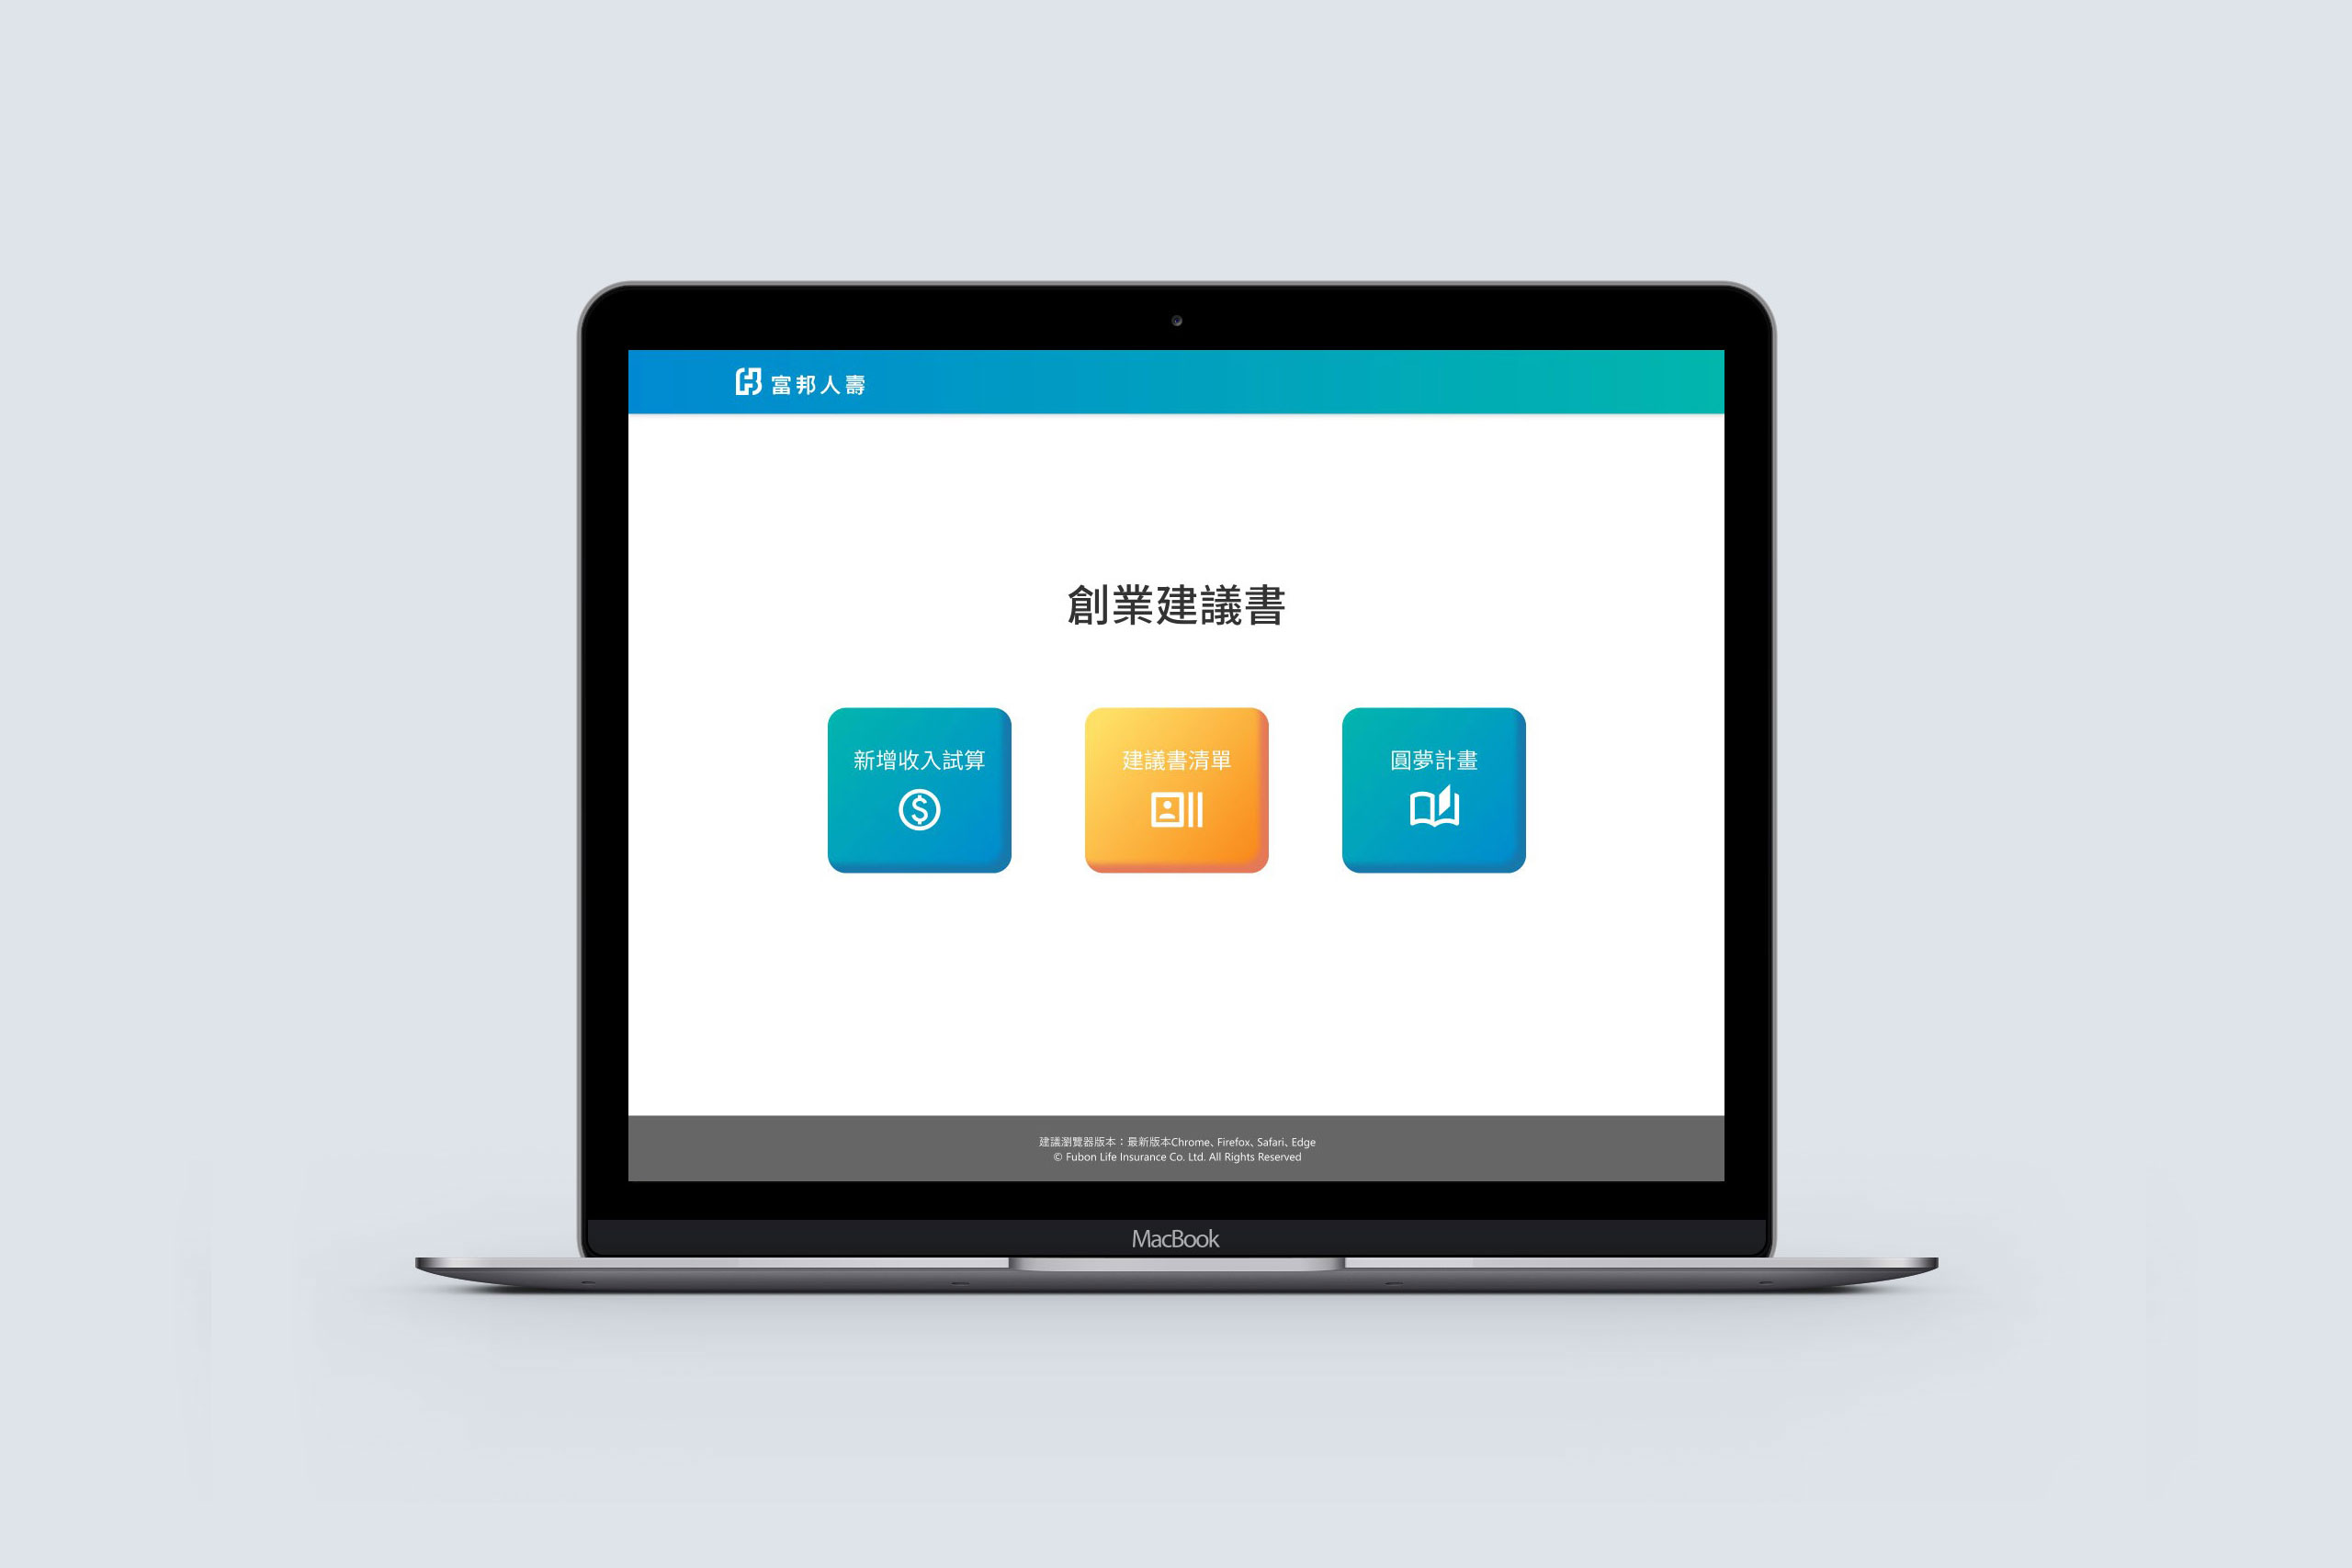 富邦人壽
創業建議書
新增收入試算
建議書清單
圓夢計畫
建議瀏覽器版本：最新版本Chrome、Firefox、Safari、Edge
© Fubon Life Insurance Co. Ltd. All Rights Reserved
MacBook